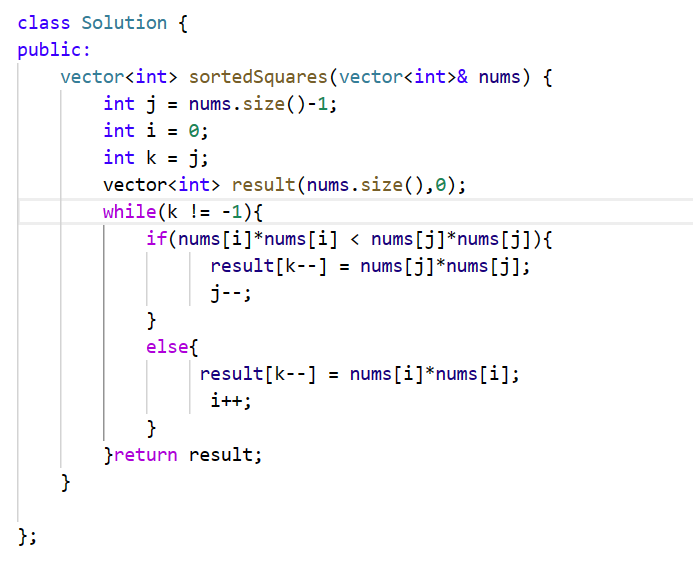 class Solution {
public:
    vector<int> sortedSquares(vector<int>& nums) {
        int j = nums.size()-1;
        int i = 0;
        int k = j;
        vector<int> result(nums.size(),0);
        while(k != -1){
            if(nums[i]*nums[i] < nums[j]*nums[j]){
                  result[k--] = nums[j]*nums[j];
                  j--;
            }
            else{
                 result[k--] = nums[i]*nums[i];
                  i++;
            }
        }return result;
    }
};